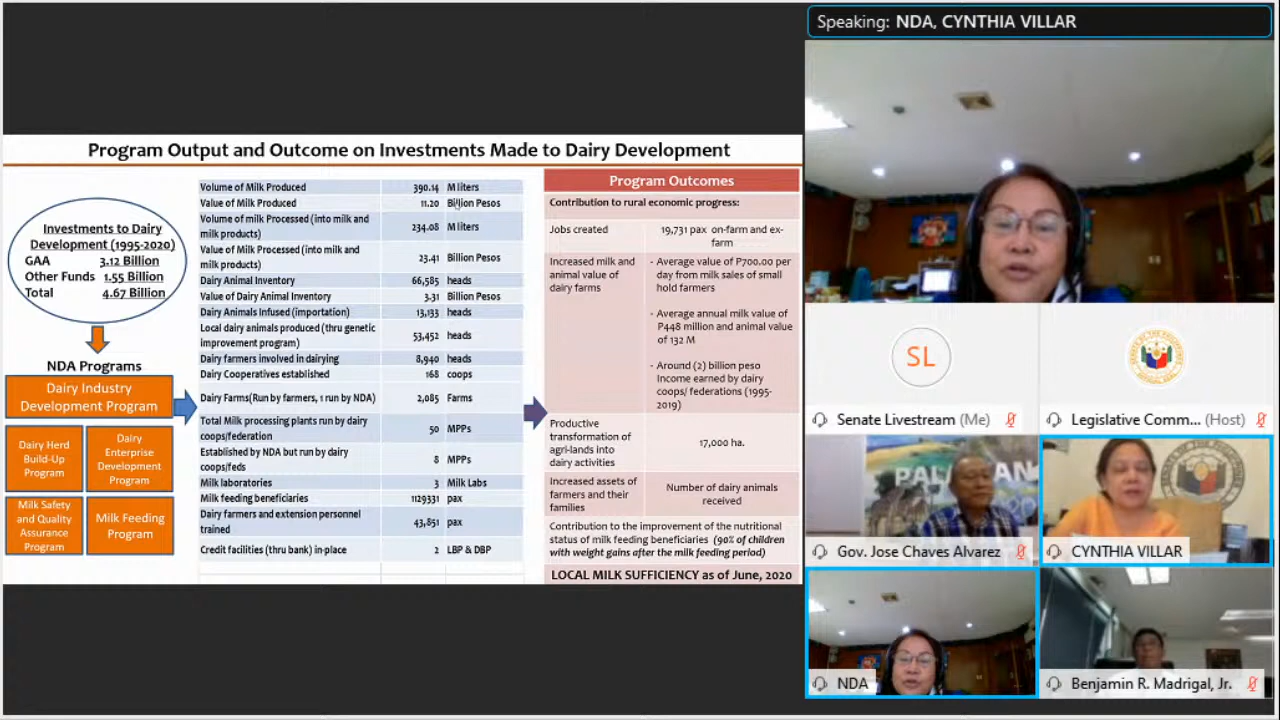 Speaking: NDA, CYNTHIA VILLAR
Program Output and Outcome on Investments Made to Dairy Development
Investments to Dairy
Development (1995-2020)
GAA 3.12 Billion
Other Funds 1.55 Billion
Total 4.67 Billion
NDA Programs
Dairy Industry
Development Program
Dairy Herd
Build-Up
Program
Dairy
Enterprise
Development
Program
Milk Safety
and Quality
Assurance
Program
Milk Feeding
Program
Volume of Milk Produced 390.14 M liters
Value of Milk Produced 11.20 Billion Pesos
Volume of milk Processed (into milk and
milk products) 234.08 M liters
Value of Milk Processed (into milk and
milk products) 23.41 Billion Pesos
Dairy Animal Inventory 66,585 heads
Value of Dairy Animal Inventory 3.31 Billion Pesos
Dairy Animals Infused (importation) 13,133 heads
Local dairy animals produced (thru genetic
improvement program) 53,452 heads
Dairy farmers involved in dairying 8,940 heads
Dairy Cooperatives established 168 coops
Dairy Farms(Run by farmers, 1 run by NDA) 2,085 Farms
Total Milk processing plants run by dairy
coops/federation 50 MPPs
Established by NDA but run by dairy
coops/feds 8 MPPs
Milk laboratories 3 Milk Labs
Milk feeding beneficiaries 1129331 pax
Dairy farmers and extension personnel
trained 43,851 pax
Credit facilities (thru bank) in-place 2 LBP & DBP
Program Outcomes
Contribution to rural economic progress:
Jobs created 19,731 pax on-farm and ex-
farm
Increased milk and
animal value of
dairy farms
- Average value of P700.00 per
day from milk sales of small
hold farmers
- Average annual milk value of
P448 million and animal value
of 132 M
- Around (2) billion peso
Income earned by dairy
coops/ federations (1995-
2019)
Productive
transformation of
agri-lands into
dairy activities
17,000 ha.
Increased assets of
farmers and their
families
Number of dairy animals
received
Contribution to the improvement of the nutritional
status of milk feeding beneficiaries (90% of children
with weight gains after the milk feeding period)
LOCAL MILK SUFFICIENCY as of June, 2020
SL
Senate Livestream (Me)
Legislative Comm... (Host)
Gov. Jose Chaves Alvarez
CYNTHIA VILLAR
NDA
Benjamin R. Madrigal, Jr.